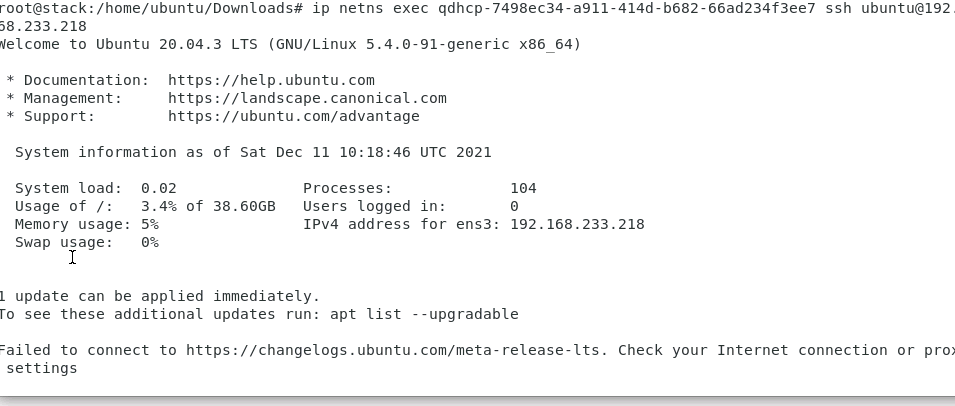 root@stack:/home/ubuntu/Downloads# ip netns exec qdhcp-7498ec34-a911-414d-b682-66ad234f3ee7 ssh ubuntu@192.
68.233.218
Welcome to Ubuntu 20.04.3 LTS (GNU/Linux 5.4.0-91-generic x86_64)
* Documentation:  https://help.ubuntu.com
* Management:     https://landscape.canonical.com
* Support:        https://ubuntu.com/advantage
System information as of Sat Dec 11 10:18:46 UTC 2021
System load:  0.02              Processes:             104
Usage of /:   3.4% of 38.60GB   Users logged in:       0
Memory usage: 5%                IPv4 address for ens3: 192.168.233.218
Swap usage:   0%
1 update can be applied immediately.
To see these additional updates run: apt list --upgradable
Failed to connect to https://changelogs.ubuntu.com/meta-release-lts. Check your Internet connection or prox
settings